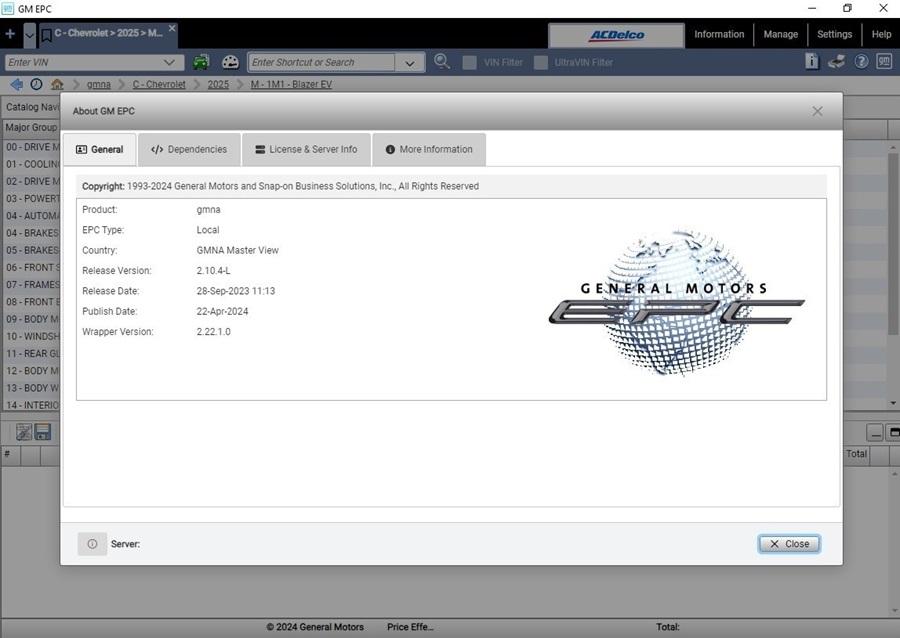 GM EPC
C - Chevrolet > 2025 > M...
ACDelco
Information
Manage
Settings
Help
Enter VIN
Enter Shortcut or Search
VIN Filter
UltraVIN Filter
gmna
C - Chevrolet
2025
M - 1M1 - Blazer EV
Catalog Navi
Major Group
00 - DRIVE M
01 - COOLIN
02 - DRIVE M
03 - POWERT
04 - AUTOMA
04 - BRAKES
05 - BRAKES
06 - FRONT S
07 - FRAMES
08 - FRONT E
09 - BODY M
10 - WINDSH
11 - REAR GL
12 - BODY M
13 - BODY W
14 - INTERIO
About GM EPC
General
Dependencies
License & Server Info
More Information
Copyright: 1993-2024 General Motors and Snap-on Business Solutions, Inc., All Rights Reserved
Product: gmna
EPC Type: Local
Country: GMNA Master View
Release Version: 2.10.4-L
Release Date: 28-Sep-2023 11:13
Publish Date: 22-Apr-2024
Wrapper Version: 2.22.1.0
GENERAL MOTORS
EPC
Server:
Close
#
Total
© 2024 General Motors
Price Effe...
Total: